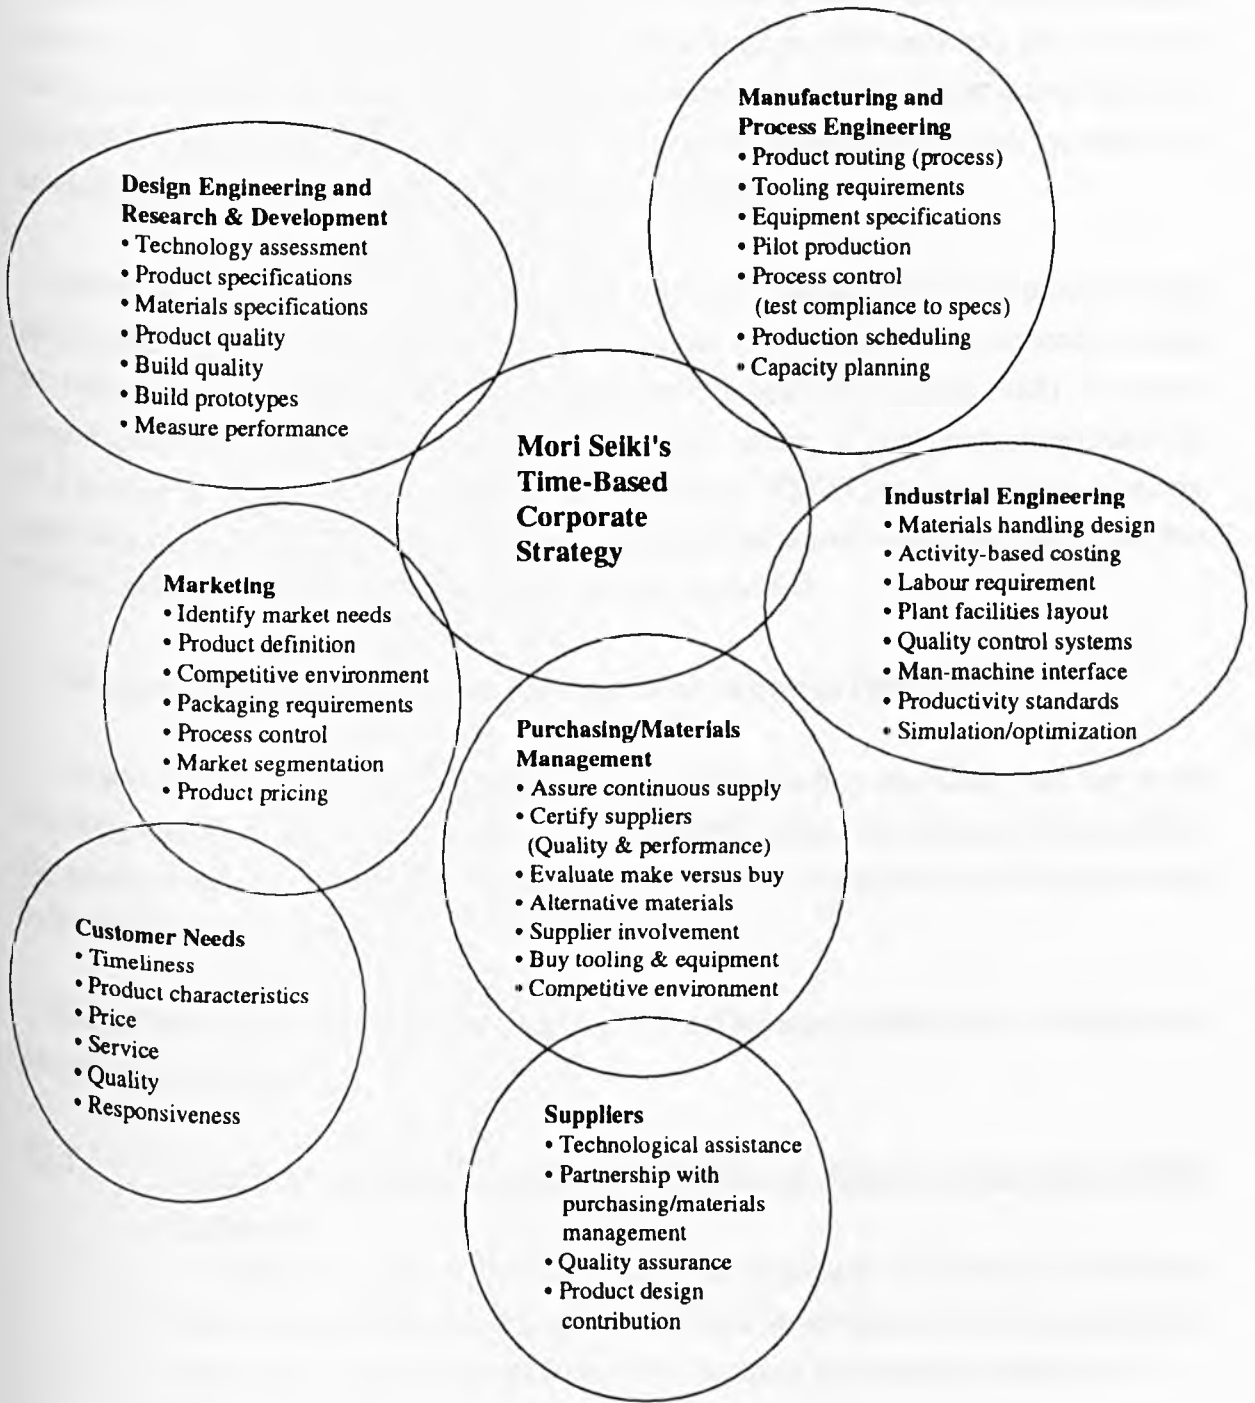 Manufacturing and
Process Engineering
• Product routing (process)
• Tooling requirements
• Equipment specifications
• Pilot production
• Process control
(test compliance to specs)
• Production scheduling
• Capacity planning
Design Engineering and
Research & Development
• Technology assessment
• Product specifications
• Materials specifications
• Product quality
• Build quality
• Build prototypes
• Measure performance
Mori Seiki's
Time-Based
Corporate
Strategy
Industrial Engineering
• Materials handling design
• Activity-based costing
• Labour requirement
• Plant facilities layout
• Quality control systems
• Man-machine interface
• Productivity standards
• Simulation/optimization
Marketing
• Identify market needs
• Product definition
• Competitive environment
• Packaging requirements
• Process control
• Market segmentation
• Product pricing
Purchasing/Materials
Management
• Assure continuous supply
• Certify suppliers
(Quality & performance)
• Evaluate make versus buy
• Alternative materials
• Supplier involvement
• Buy tooling & equipment
• Competitive environment
Customer Needs
• Timeliness
• Product characteristics
• Price
• Service
• Quality
• Responsiveness
Suppliers
• Technological assistance
• Partnership with
purchasing/materials
management
• Quality assurance
• Product design
contribution